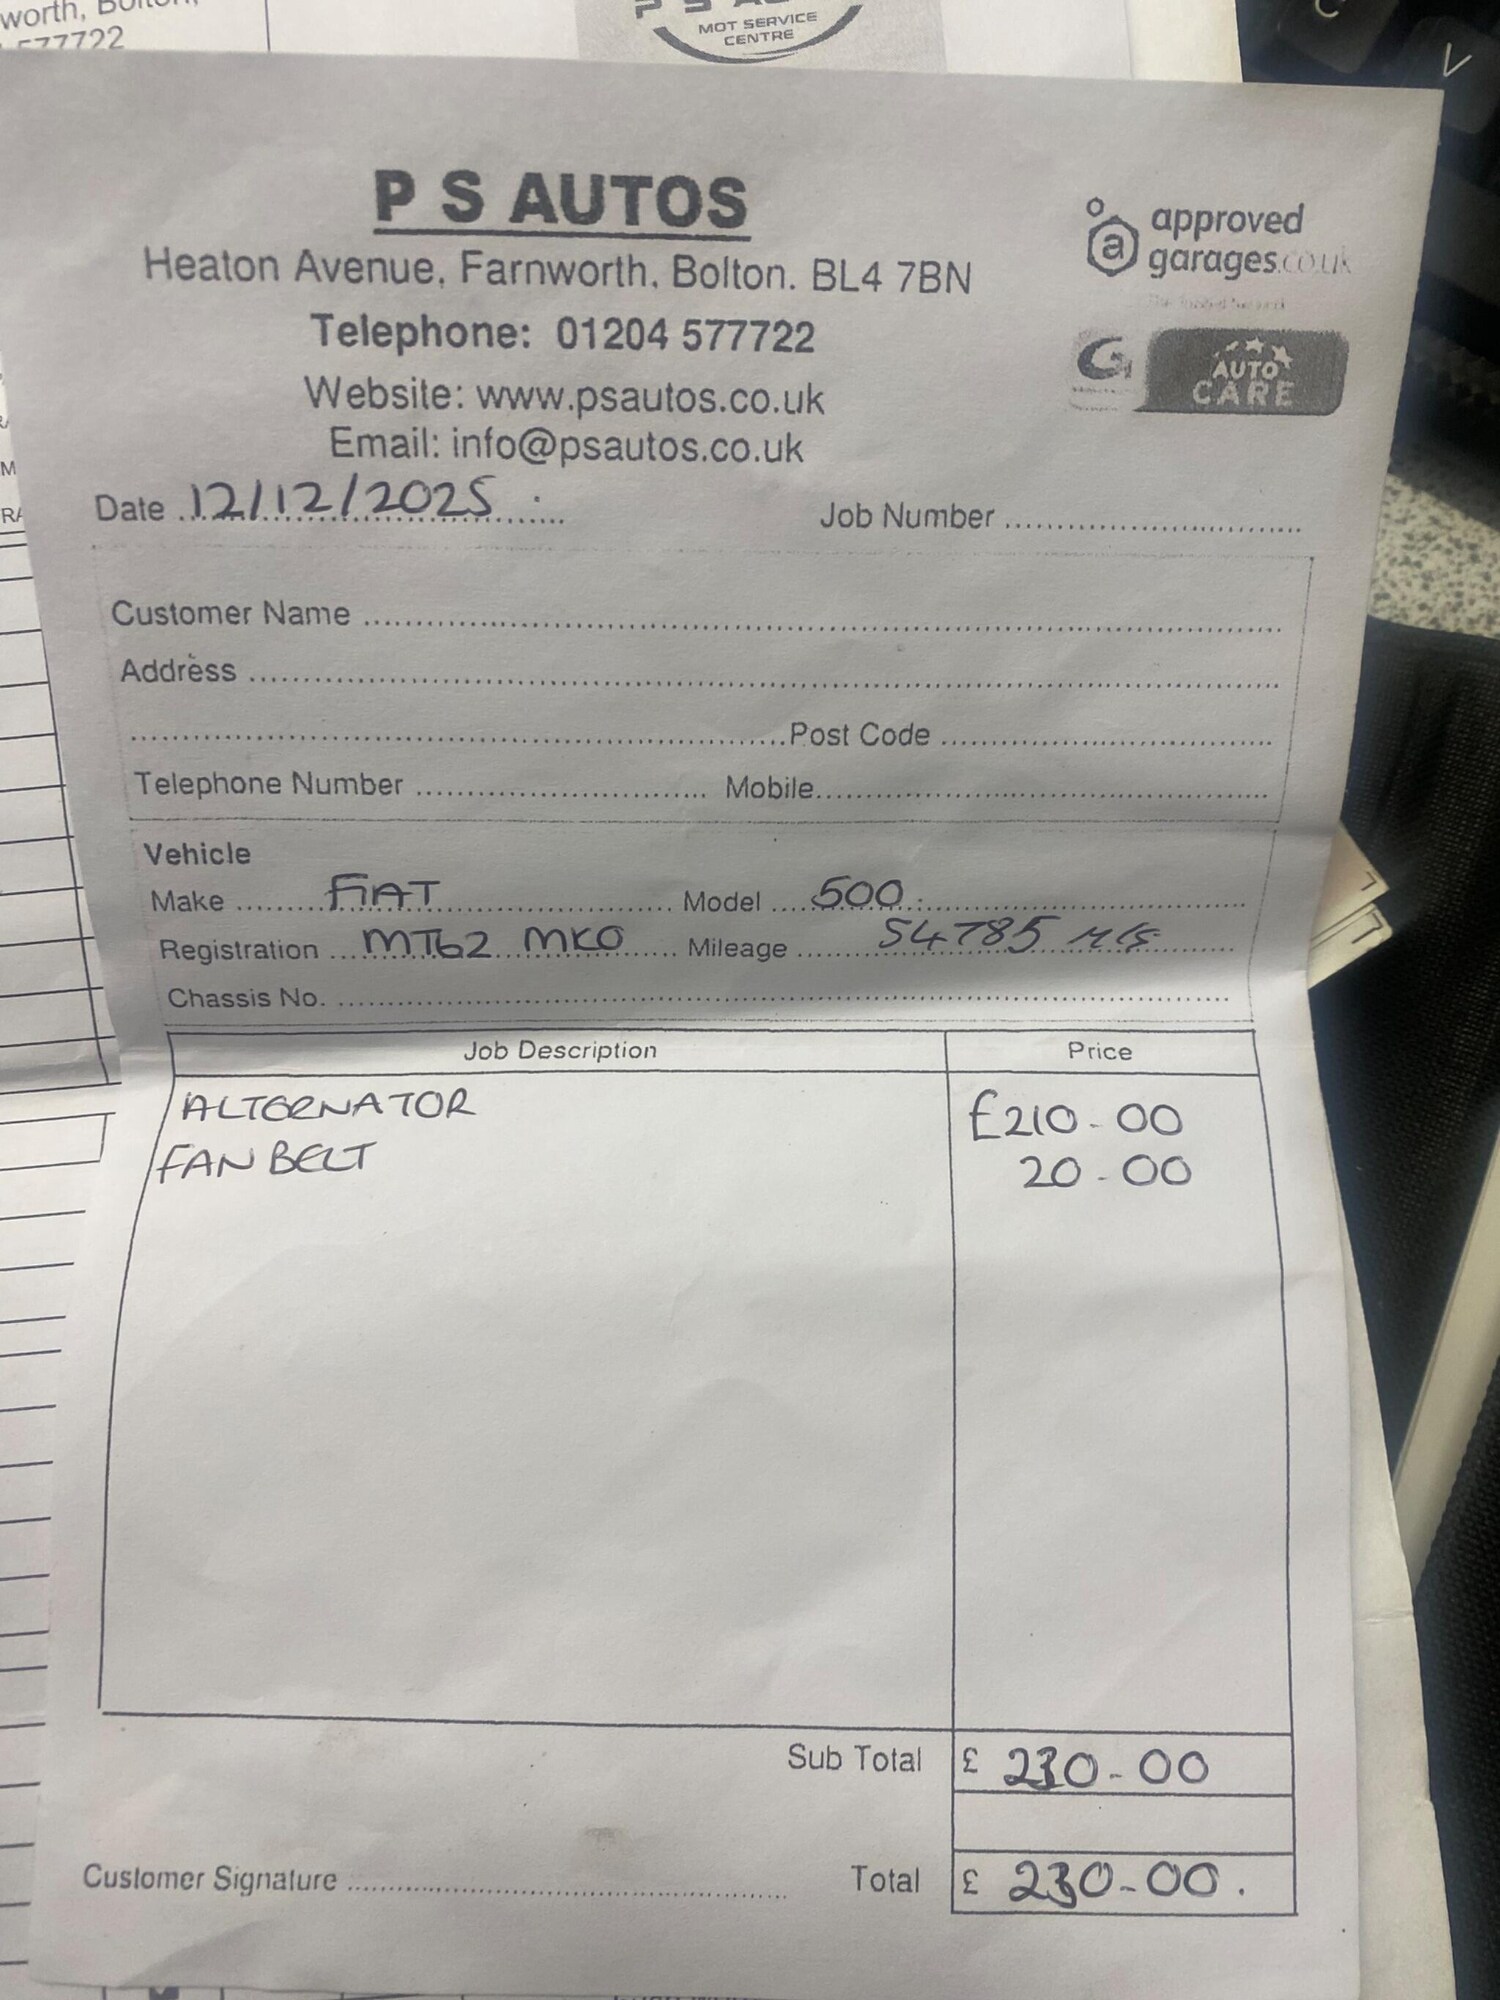 worth, Bolton,
577722
MOT SERVICE
CENTRE
C
V
P S AUTOS
Heaton Avenue, Farnworth, Bolton. BL4 7BN
Telephone: 01204 577722
Website: www.psautos.co.uk
Email: info@psautos.co.uk
approved
garages.co.uk
AUTO
CARE
Date 12/12/2025
Job Number
Customer Name
Address
Post Code
Telephone Number Mobile
Vehicle
Make FIAT Model 500
Registration MT62 MKO Mileage 54785 Mls
Chassis No.
Job Description Price
ALTERNATOR £210-00
FAN BELT 20-00
Sub Total £ 230-00
Customer Signature Total £ 230-00.